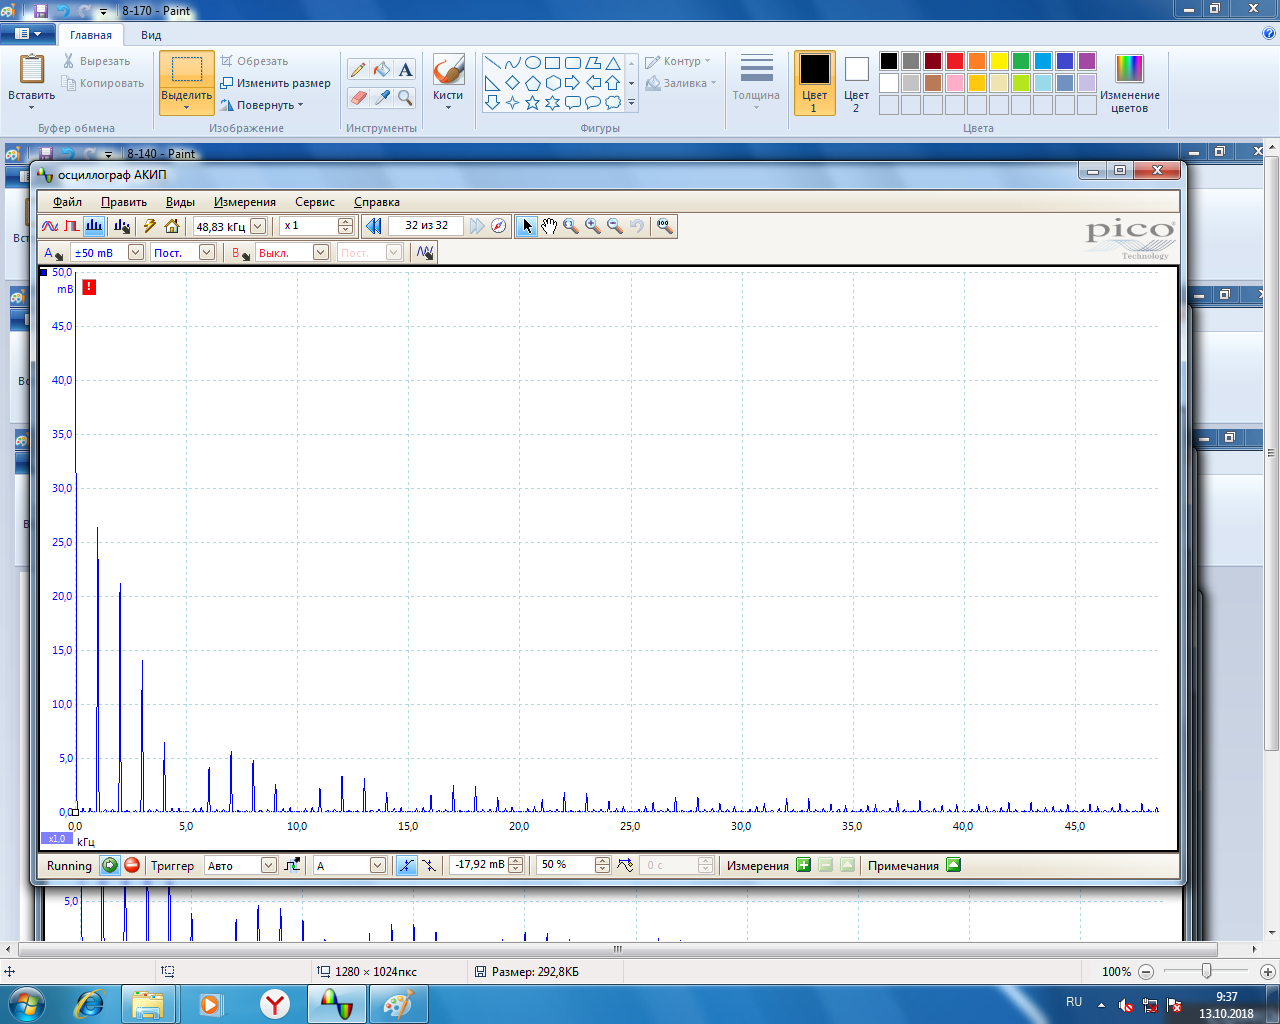 8-170 - Paint
Главная Вид
Вставить
Вырезать
Копировать
Буфер обмена
Выделить
Обрезать
Изменить размер
Повернуть
Изображение
A
Инструменты
Кисти
Контур
Заливка
Фигуры
Толщина
Цвет 1
Цвет 2
Изменение цветов
Цвета
8-140 - Paint
осциллограф АКИП
Файл Править Виды Измерения Сервис Справка
48,83 кГц x 1 32 из 32
pico
Technology
A ±50 mВ Пост. B Выкл. Пост.
50,0
mВ
!
45,0
40,0
35,0
30,0
25,0
20,0
15,0
10,0
5,0
0,0
0,0 5,0 10,0 15,0 20,0 25,0 30,0 35,0 40,0 45,0
x1,0
кГц
Running Триггер Авто A -17,92 mВ 50 % 0 с Измерения Примечания
5,0
1280 × 1024пкс Размер: 292,8КБ 100%
RU 9:37
13.10.2018